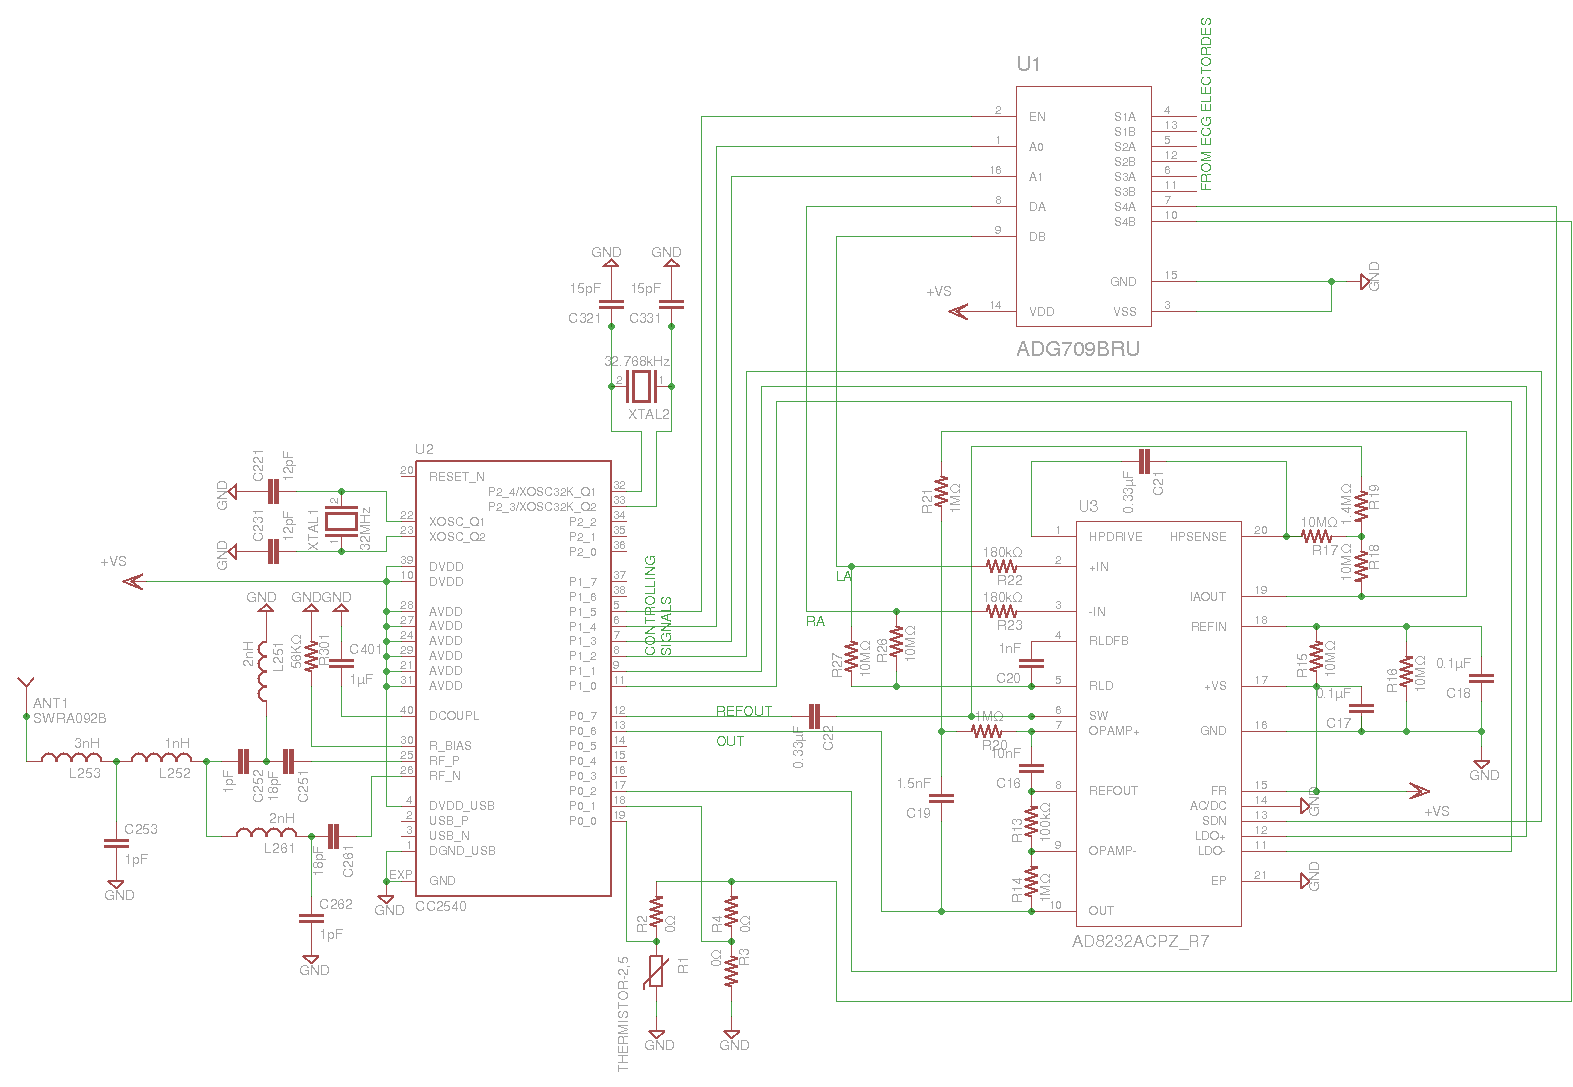 U1
ADG709BRU
2 EN
1 A0
16 A1
8 DA
9 DB
14 VDD
+VS
S1A 4
S1B 13
S2A 5
S2B 12
S3A 6
S3B 11
S4A 7
S4B 10
GND 15
VSS 3
GND
FROM ECG ELECTORDES
GND
GND
15pF
15pF
C321
C331
32.768kHz
2
1
XTAL2
U2
CC2540
20 RESET_N
22 XOSC_Q1
23 XOSC_Q2
39 DVDD
10 DVDD
28 AVDD
27 AVDD
24 AVDD
29 AVDD
21 AVDD
31 AVDD
40 DCOUPL
30 R_BIAS
25 RF_P
26 RF_N
4 DVDD_USB
2 USB_P
3 USB_N
1 DGND_USB
EXP GND
P2_4/XOSC32K_Q1 32
P2_3/XOSC32K_Q2 33
P2_2 34
P2_1 35
P2_0 36
P1_7 37
P1_6 38
P1_5 5
P1_4 6
P1_3 7
P1_2 8
P1_1 9
P1_0 11
P0_7 12
P0_6 13
P0_5 14
P0_4 15
P0_3 16
P0_2 17
P0_1 18
P0_0 19
CONTROLLING
SIGNALS
GND
C221
12pF
GND
C231
12pF
XTAL1
2
1
32MHz
+VS
GND
GND
GND
2nH
L251
56KΩ
R301
C401
1µF
ANT1
SWRA092B
3nH
L253
1nH
L252
1pF
C252
18pF
C251
C253
1pF
GND
2nH
L261
18pF
C261
C262
1pF
GND
GND
REFOUT
OUT
0.33µF
C22
LA
RA
R27
10MΩ
R26
10MΩ
R21
1MΩ
180kΩ
R22
180kΩ
R23
1nF
C20
1MΩ
R20
10nF
C16
1.5nF
C19
R13
100kΩ
R14
1MΩ
0.33µF
C21
U3
AD8232ACPZ_R7
1 HPDRIVE
2 +IN
3 -IN
4 RLDFB
5 RLD
6 SW
7 OPAMP+
8 REFOUT
9 OPAMP-
10 OUT
HPSENSE 20
IAOUT 19
REFIN 18
+VS 17
GND 16
FR 15
AC/DC 14
SDN 13
LDO+ 12
LDO- 11
EP 21
10MΩ
R17
1.4MΩ
R19
10MΩ
R18
R15
10MΩ
R16
10MΩ
0.1µF
C17
0.1µF
C18
GND
GND
+VS
GND
R2
0Ω
R4
0Ω
R1
0Ω
R3
THERMISTOR-2,5
GND
GND